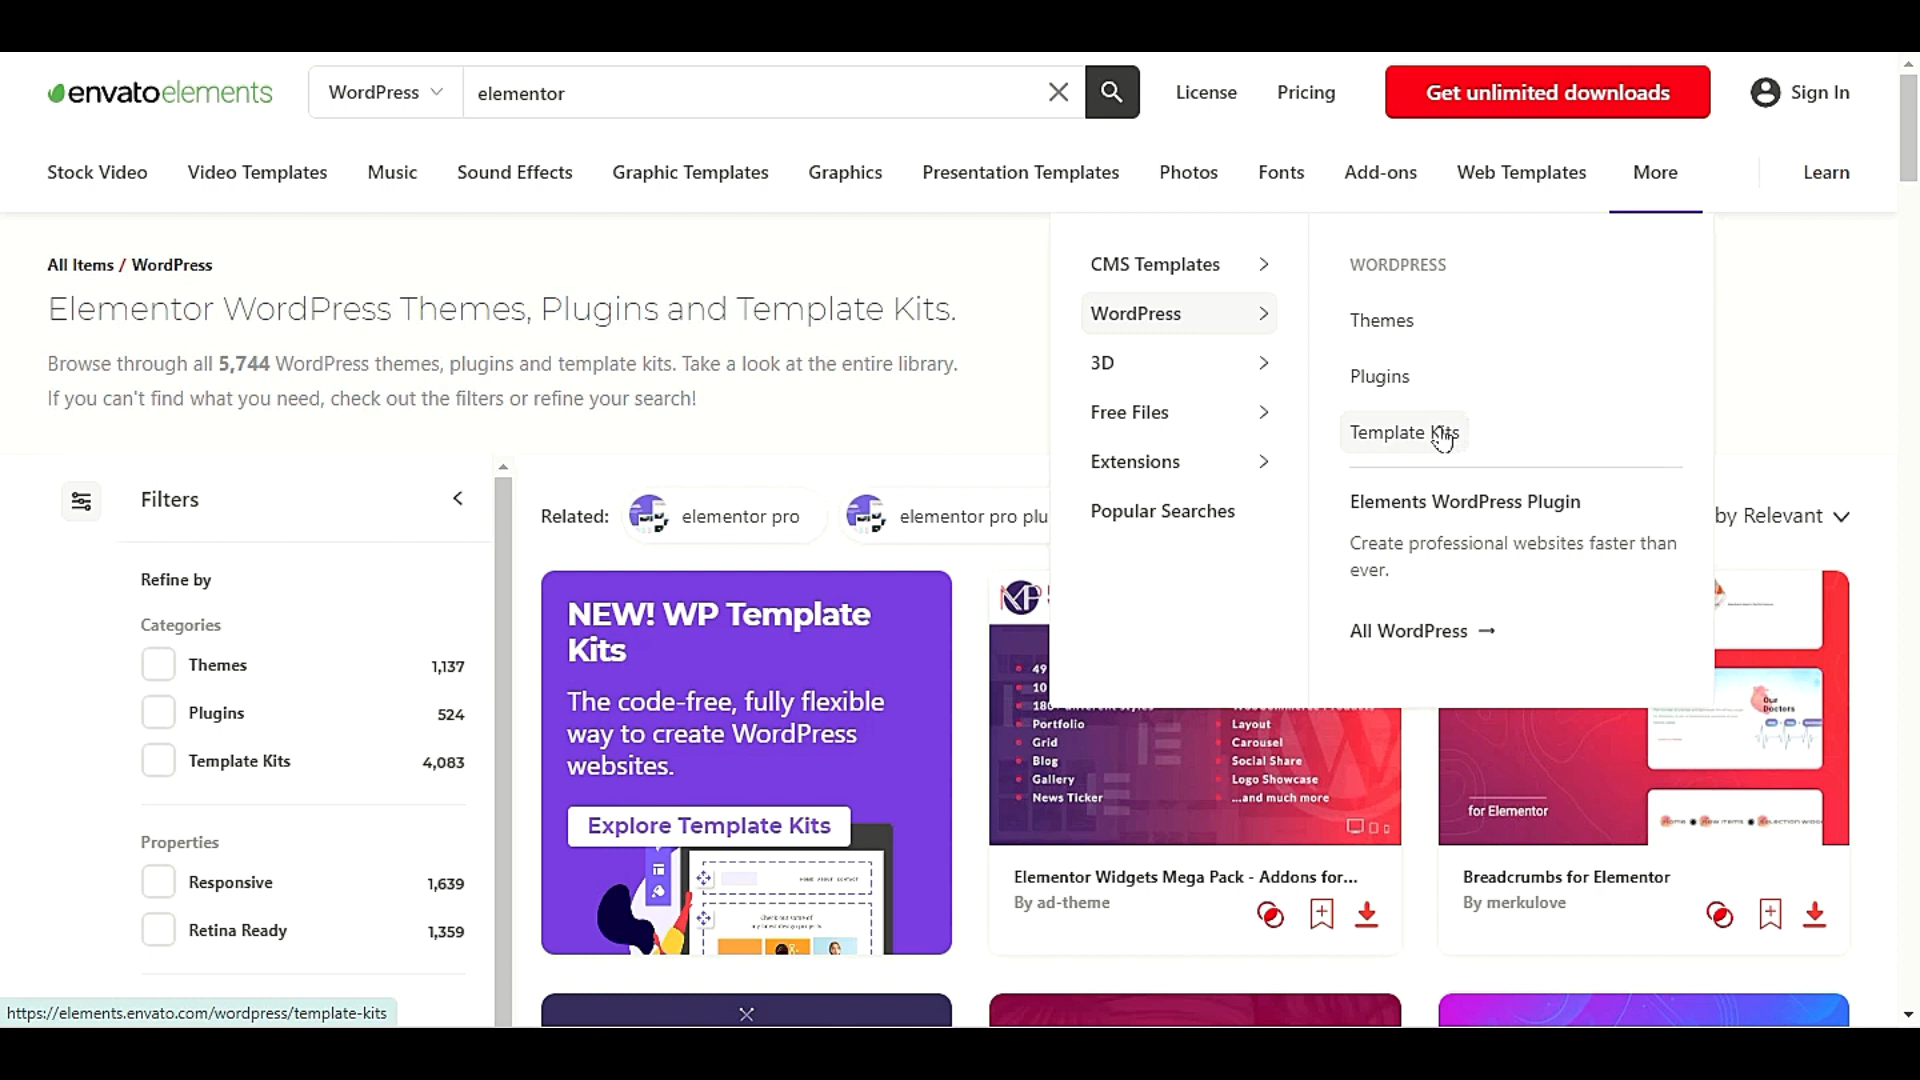 envatoelements
WordPress
elementor
License
Pricing
Get unlimited downloads
Sign In
Stock Video
Video Templates
Music
Sound Effects
Graphic Templates
Graphics
Presentation Templates
Photos
Fonts
Add-ons
Web Templates
More
Learn
All Items / WordPress
Elementor WordPress Themes, Plugins and Template Kits.
Browse through all 5,744 WordPress themes, plugins and template kits. Take a look at the entire library.
If you can't find what you need, check out the filters or refine your search!
CMS Templates
WordPress
3D
Free Files
Extensions
Popular Searches
WORDPRESS
Themes
Plugins
Template Kits
Elements WordPress Plugin
Create professional websites faster than
ever.
All WordPress →
Filters
Refine by
Categories
Themes 1,137
Plugins 524
Template Kits 4,083
Properties
Responsive 1,639
Retina Ready 1,359
Related:
elementor pro
elementor pro plu
by Relevant
NEW! WP Template
Kits
The code-free, fully flexible
way to create WordPress
websites.
Explore Template Kits
49
10
Portfolio
Grid
Blog
Gallery
News Ticker
Layout
Carousel
Social Share
Logo Showcase
...and much more
Elementor Widgets Mega Pack - Addons for...
By ad-theme
for Elementor
Our
Doctors
Breadcrumbs for Elementor
By merkulove
https://elements.envato.com/wordpress/template-kits